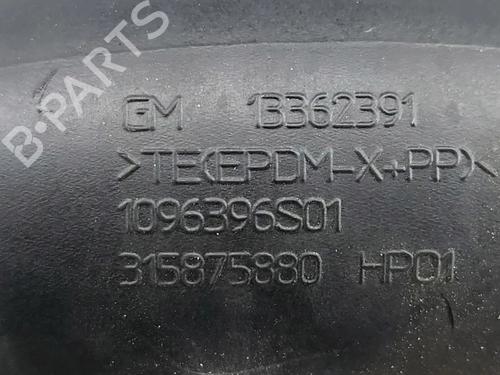 B-PARTS
GM 13362391
>TE(EPDM-X+PP)<
1096396S01
315875880 HP01